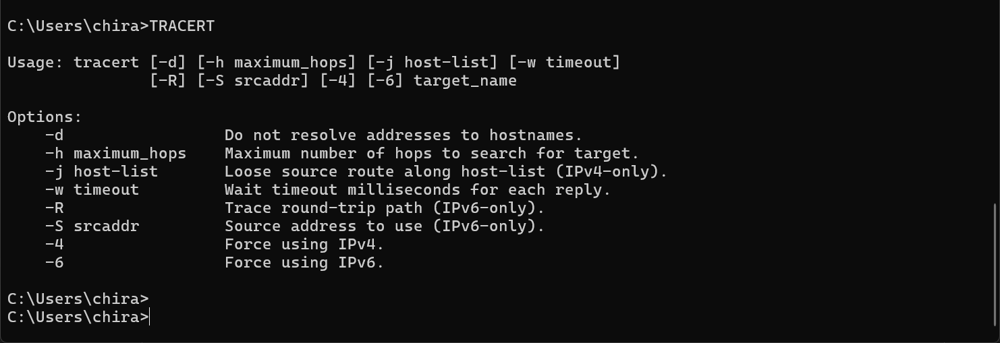 C:\Users\chira>TRACERT
Usage: tracert [-d] [-h maximum_hops] [-j host-list] [-w timeout]
               [-R] [-S srcaddr] [-4] [-6] target_name
Options:
    -d                 Do not resolve addresses to hostnames.
    -h maximum_hops    Maximum number of hops to search for target.
    -j host-list       Loose source route along host-list (IPv4-only).
    -w timeout         Wait timeout milliseconds for each reply.
    -R                 Trace round-trip path (IPv6-only).
    -S srcaddr         Source address to use (IPv6-only).
    -4                 Force using IPv4.
    -6                 Force using IPv6.
C:\Users\chira>
C:\Users\chira>